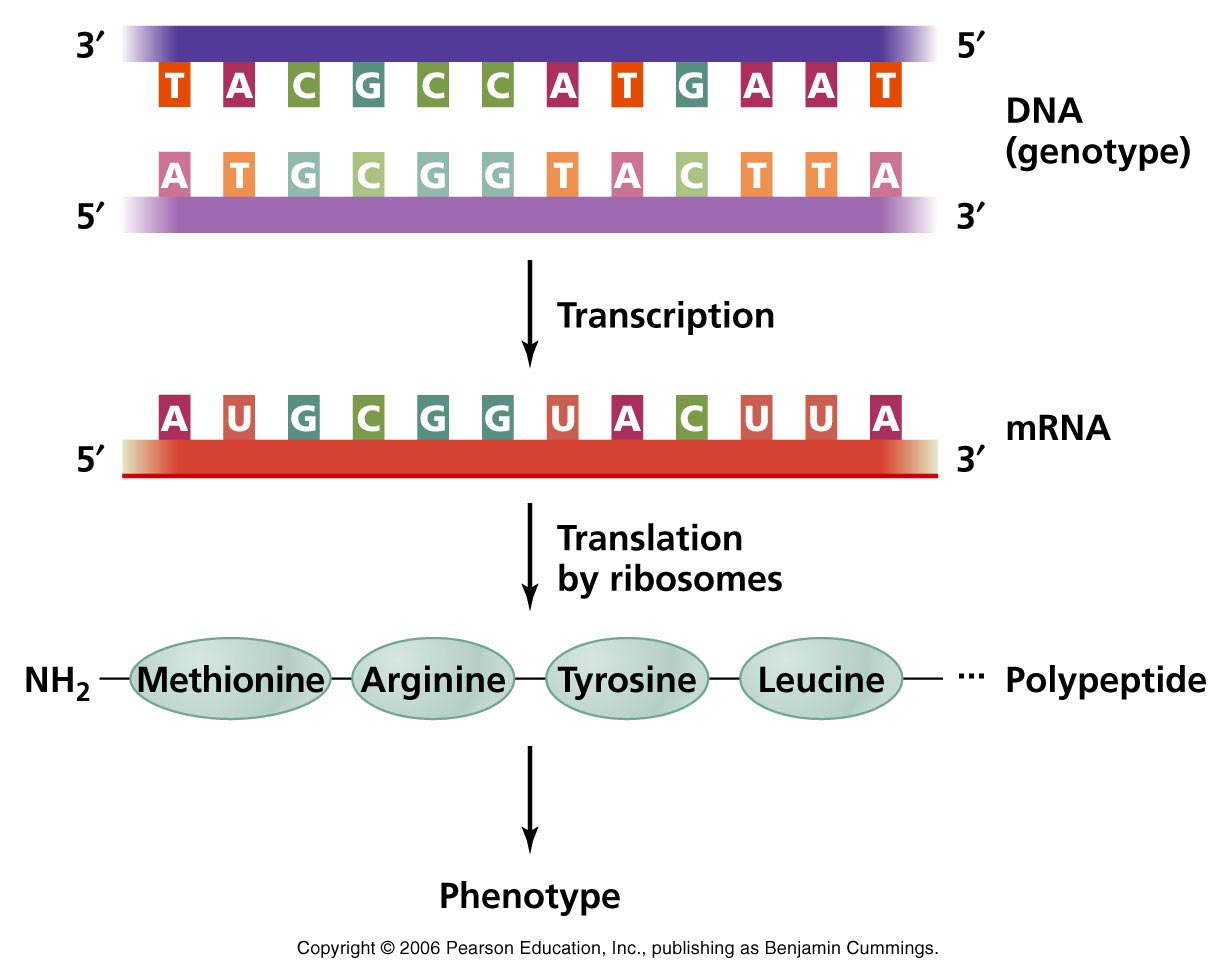 3′ 5′
T A C G C C A T G A A T
DNA
(genotype)
A T G C G G T A C T T A
5′ 3′
Transcription
A U G C G G U A C U U A
mRNA
5′ 3′
Translation
by ribosomes
NH₂ Methionine Arginine Tyrosine Leucine ... Polypeptide
Phenotype
Copyright © 2006 Pearson Education, Inc., publishing as Benjamin Cummings.